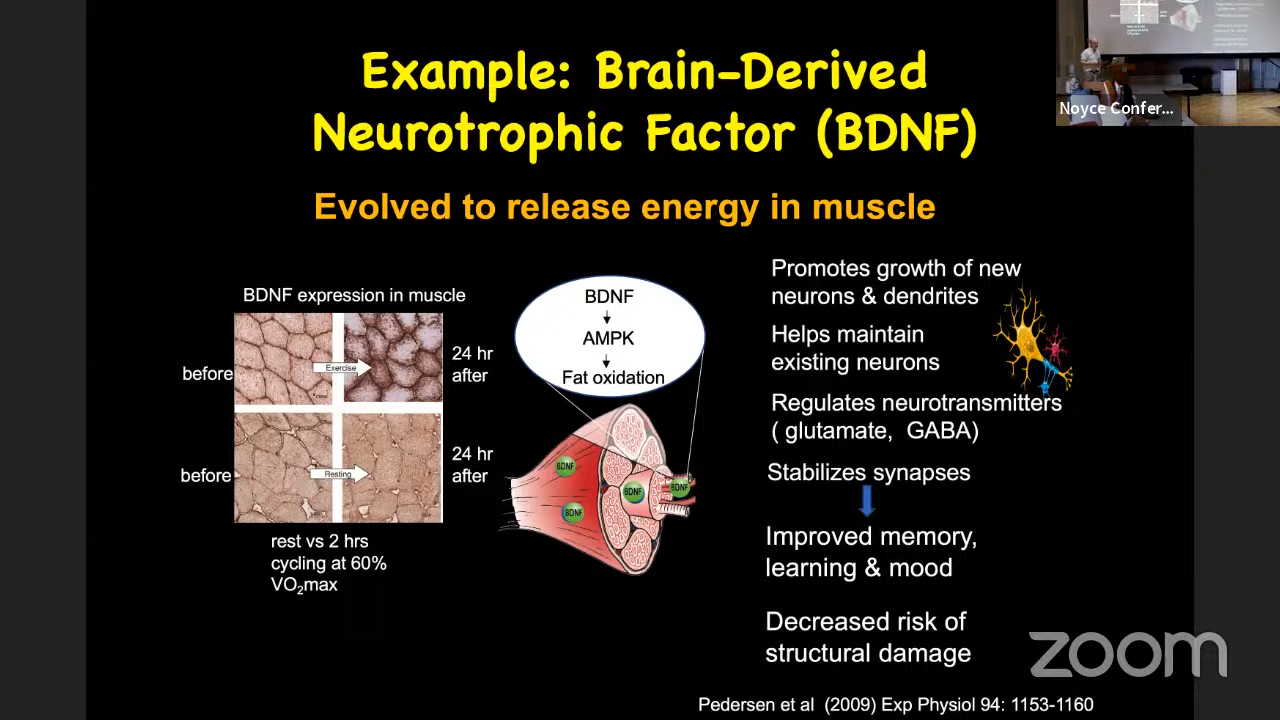 Example: Brain-Derived
Neurotrophic Factor (BDNF)
Noyce Confer...
Evolved to release energy in muscle
BDNF expression in muscle
before
Exercise
24 hr
after
before
Resting
24 hr
after
rest vs 2 hrs
cycling at 60%
VO₂max
BDNF
AMPK
Fat oxidation
BDNF
BDNF
BDNF
BDNF
Promotes growth of new
neurons & dendrites
Helps maintain
existing neurons
Regulates neurotransmitters
( glutamate, GABA)
Stabilizes synapses
Improved memory,
learning & mood
Decreased risk of
structural damage
zoom
Pedersen et al (2009) Exp Physiol 94: 1153-1160